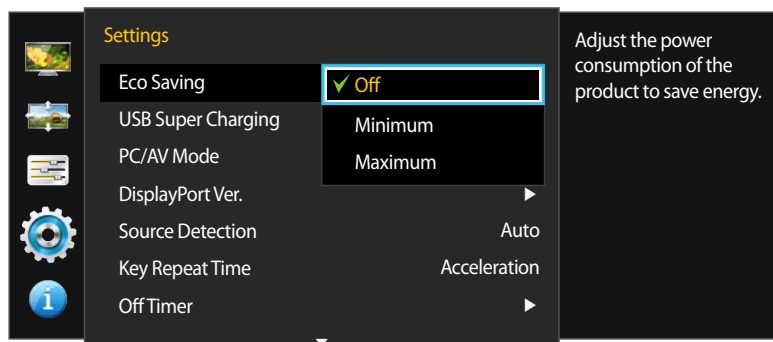 Settings
Eco Saving
Off
USB Super Charging
Minimum
PC/AV Mode
Maximum
DisplayPort Ver.
Source Detection
Auto
Key Repeat Time
Acceleration
Off Timer
Adjust the power
consumption of the
product to save energy.